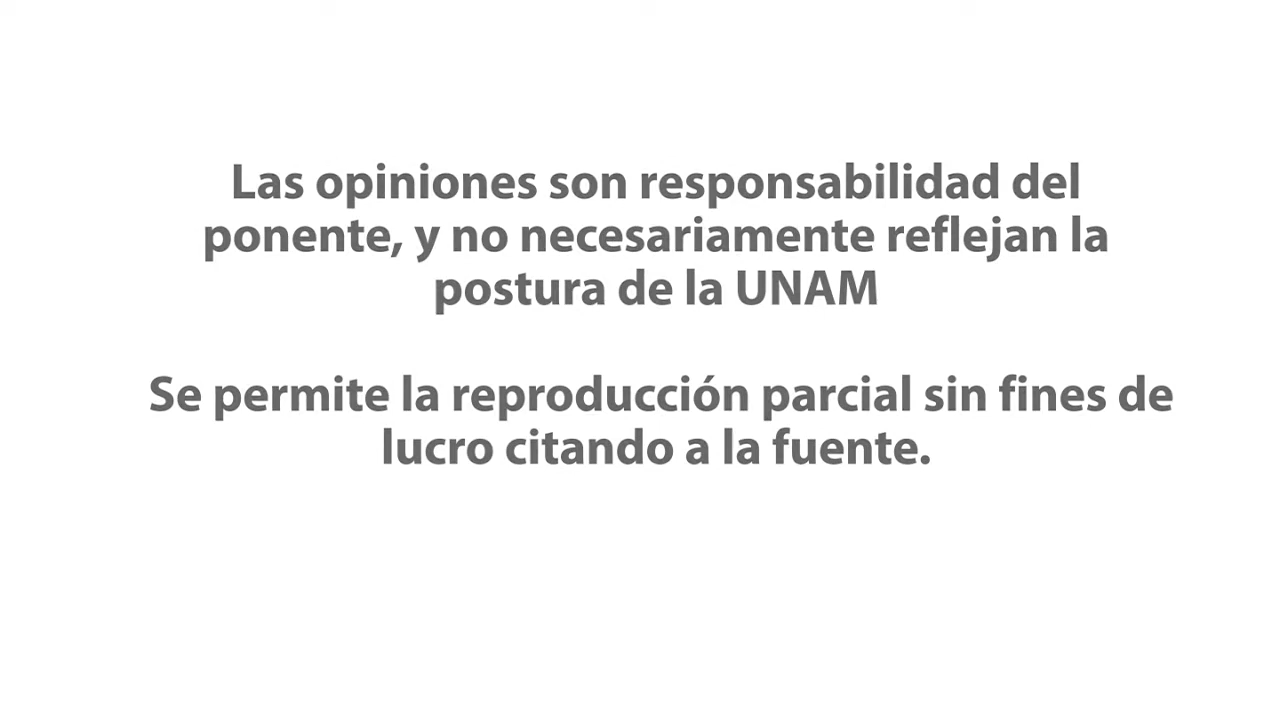 Las opiniones son responsabilidad del
ponente, y no necesariamente reflejan la
postura de la UNAM
Se permite la reproducción parcial sin fines de
lucro citando a la fuente.